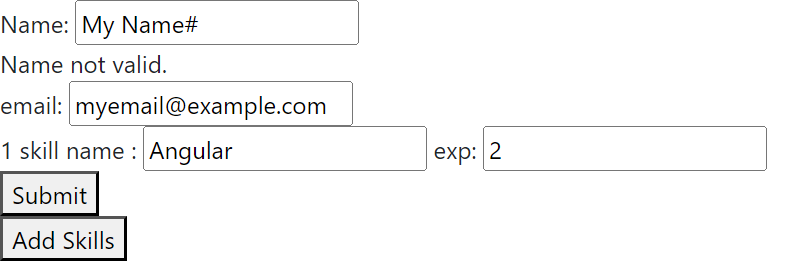 Name: My Name#
Name not valid.
email: myemail@example.com
1 skill name : Angular exp: 2
Submit
Add Skills